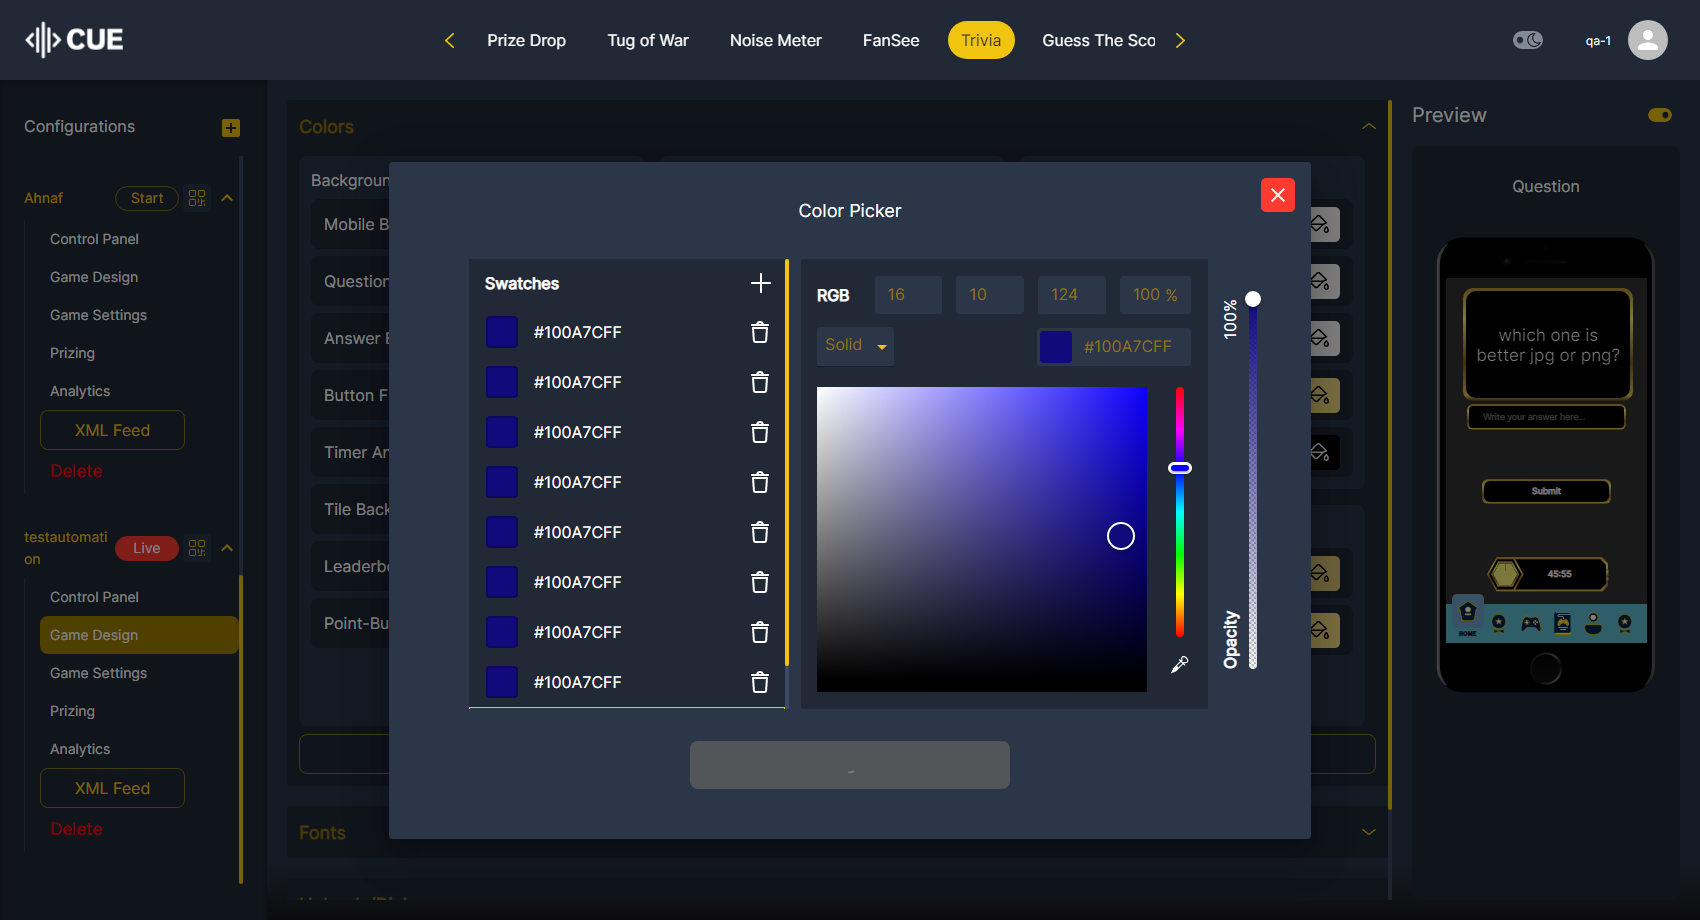 CUE
Prize Drop
Tug of War
Noise Meter
FanSee
Trivia
Guess The Sco
qa-1
Configurations
Ahnaf
Start
Control Panel
Game Design
Game Settings
Prizing
Analytics
XML Feed
Delete
testautomati
on
Live
Control Panel
Game Design
Game Settings
Prizing
Analytics
XML Feed
Delete
Colors
Backgroun
Mobile B
Question
Answer
Button F
Timer An
Tile Back
Leaderb
Point-Bu
Fonts
Color Picker
Swatches
#100A7CFF
#100A7CFF
#100A7CFF
#100A7CFF
#100A7CFF
#100A7CFF
#100A7CFF
#100A7CFF
RGB
16
10
124
100 %
Solid
#100A7CFF
100%
Opacity
Preview
Question
which one is
better jpg or png?
Write your answer here...
Submit
45:55
HOME